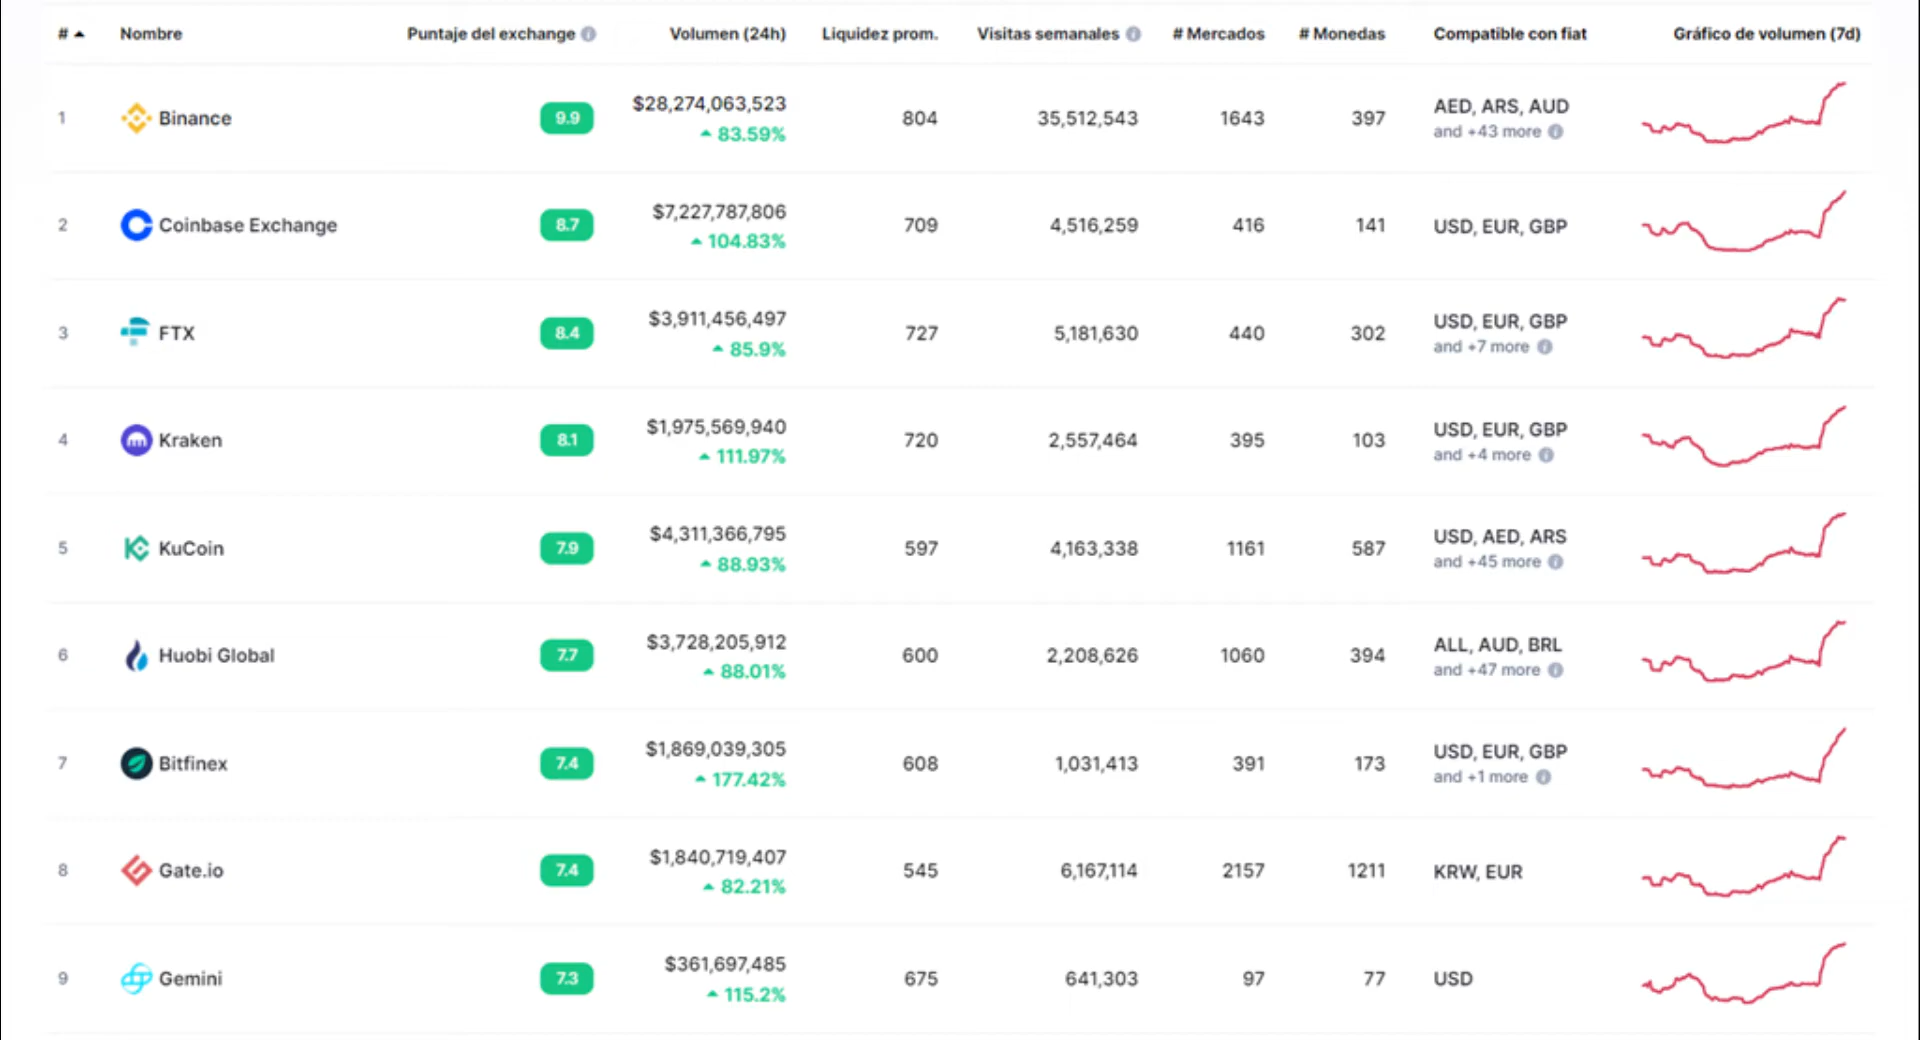 # Nombre Puntaje del exchange Volumen (24h) Liquidez prom. Visitas semanales # Mercados # Monedas Compatible con fiat Gráfico de volumen (7d)
1 Binance 9.9 $28,274,063,523 804 35,512,543 1643 397 AED, ARS, AUD
83.59% and +43 more
2 Coinbase Exchange 8.7 $7,227,787,806 709 4,516,259 416 141 USD, EUR, GBP
104.83%
3 FTX 8.4 $3,911,456,497 727 5,181,630 440 302 USD, EUR, GBP
85.9% and +7 more
4 Kraken 8.1 $1,975,569,940 720 2,557,464 395 103 USD, EUR, GBP
111.97% and +4 more
5 KuCoin 7.9 $4,311,366,795 597 4,163,338 1161 587 USD, AED, ARS
88.93% and +45 more
6 Huobi Global 7.7 $3,728,205,912 600 2,208,626 1060 394 ALL, AUD, BRL
88.01% and +47 more
7 Bitfinex 7.4 $1,869,039,305 608 1,031,413 391 173 USD, EUR, GBP
177.42% and +1 more
8 Gate.io 7.4 $1,840,719,407 545 6,167,114 2157 1211 KRW, EUR
82.21%
9 Gemini 7.3 $361,697,485 675 641,303 97 77 USD
115.2%